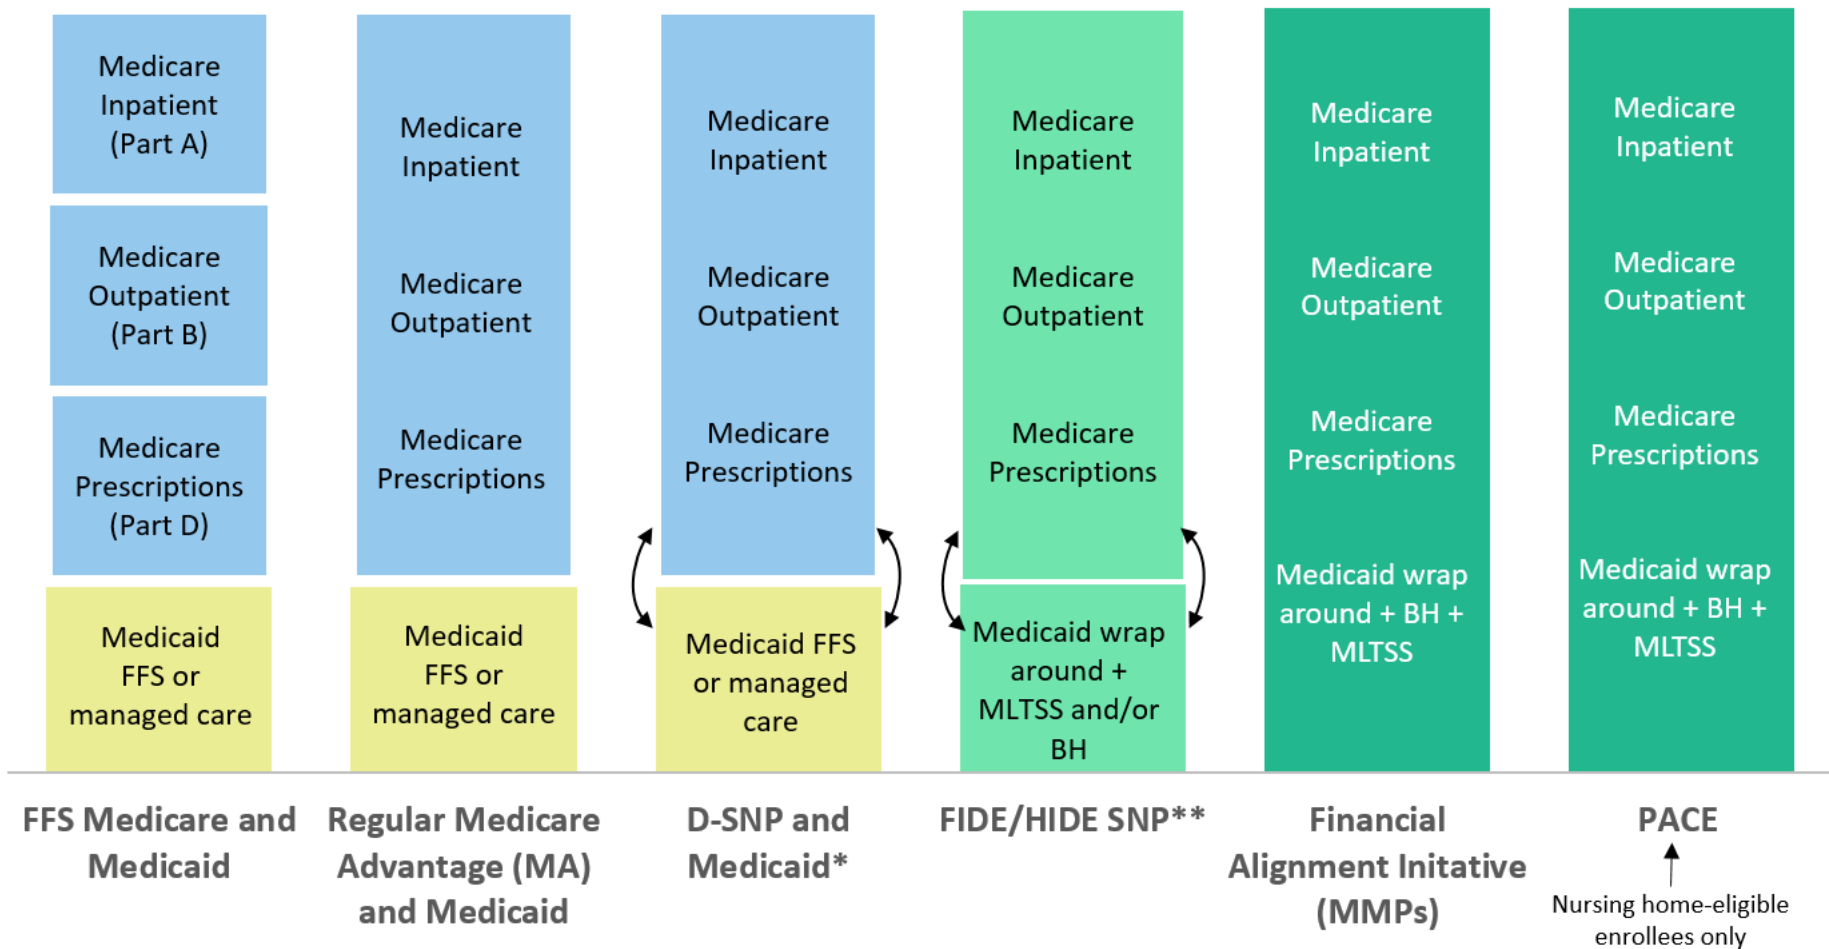 Medicare
Inpatient
(Part A)
Medicare
Outpatient
(Part B)
Medicare
Prescriptions
(Part D)
Medicaid
FFS or
managed care
FFS Medicare and
Medicaid
Medicare
Inpatient
Medicare
Outpatient
Medicare
Prescriptions
Medicaid
FFS or
managed care
Regular Medicare
Advantage (MA)
and Medicaid
Medicare
Inpatient
Medicare
Outpatient
Medicare
Prescriptions
Medicaid FFS
or managed
care
D-SNP and
Medicaid*
Medicare
Inpatient
Medicare
Outpatient
Medicare
Prescriptions
Medicaid wrap
around +
MLTSS and/or
BH
FIDE/HIDE SNP**
Medicare
Inpatient
Medicare
Outpatient
Medicare
Prescriptions
Medicaid wrap
around + BH +
MLTSS
Financial
Alignment Initative
(MMPs)
Medicare
Inpatient
Medicare
Outpatient
Medicare
Prescriptions
Medicaid wrap
around + BH +
MLTSS
PACE
Nursing home-eligible
enrollees only